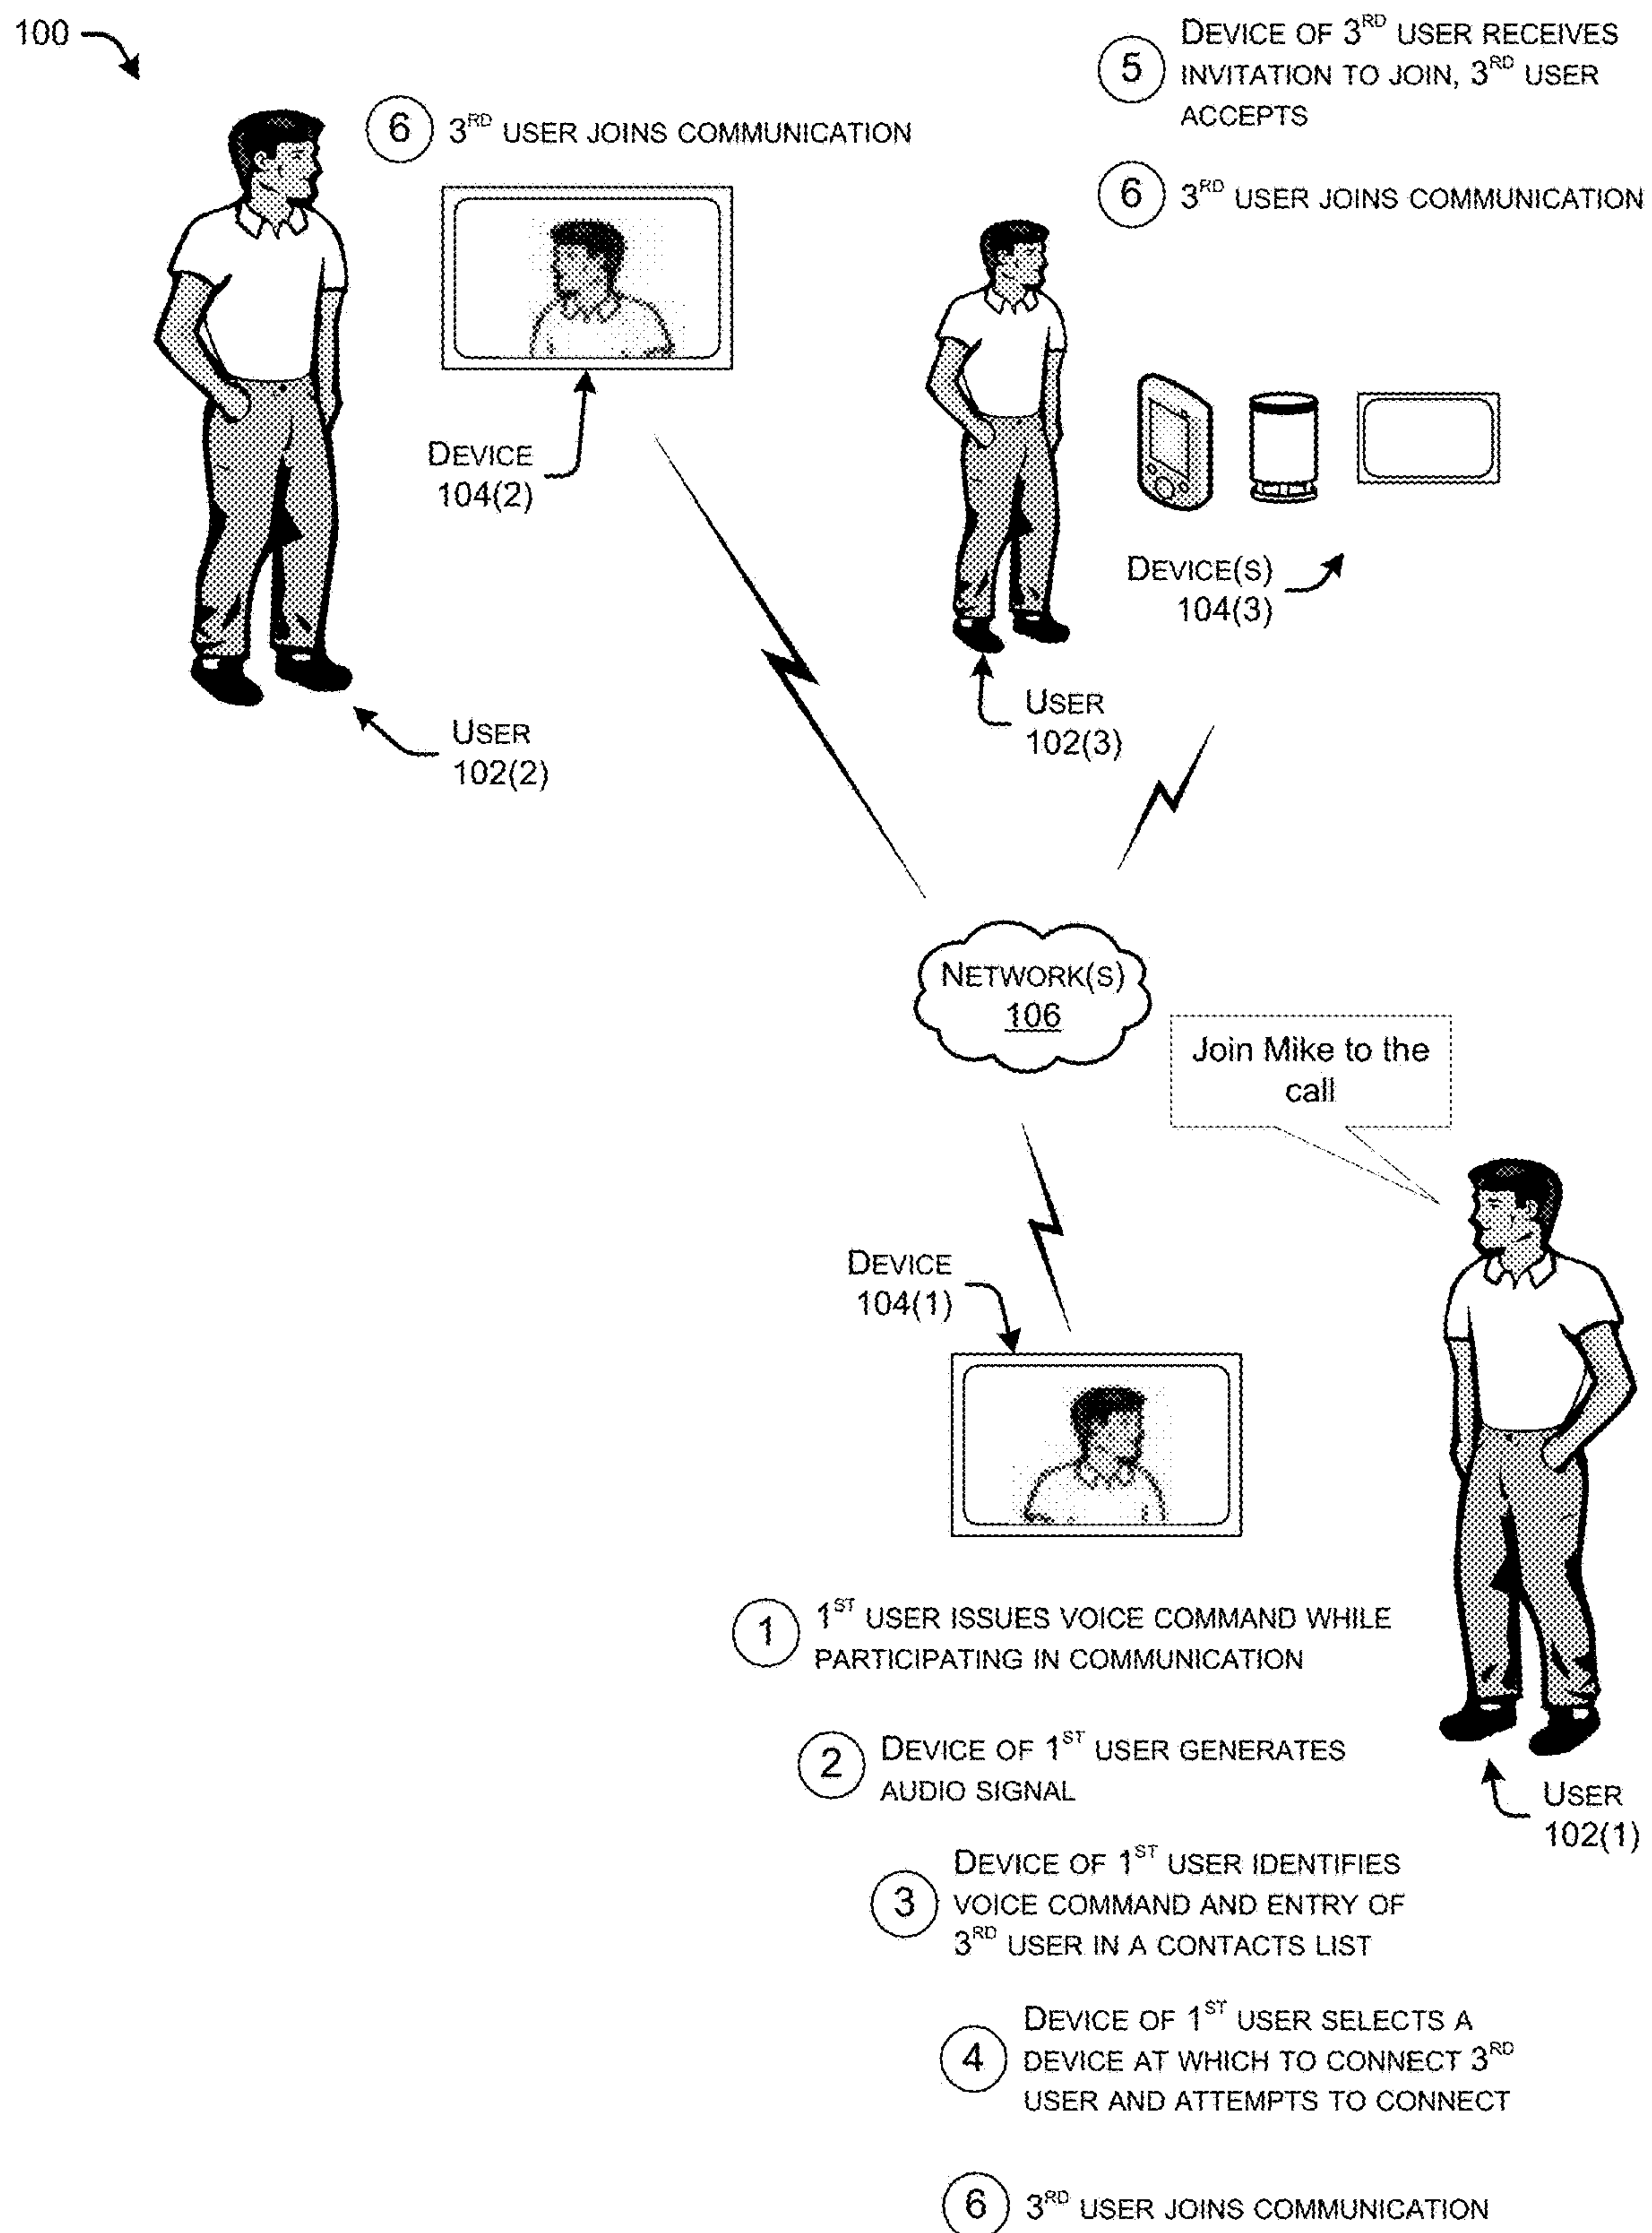 100
6 3RD USER JOINS COMMUNICATION
DEVICE
104(2)
USER
102(2)
5 DEVICE OF 3RD USER RECEIVES
INVITATION TO JOIN, 3RD USER
ACCEPTS
6 3RD USER JOINS COMMUNICATION
DEVICE(S)
104(3)
USER
102(3)
NETWORK(S)
106
Join Mike to the
call
DEVICE
104(1)
1 1ST USER ISSUES VOICE COMMAND WHILE
PARTICIPATING IN COMMUNICATION
2 DEVICE OF 1ST USER GENERATES
AUDIO SIGNAL
USER
102(1)
3 DEVICE OF 1ST USER IDENTIFIES
VOICE COMMAND AND ENTRY OF
3RD USER IN A CONTACTS LIST
4 DEVICE OF 1ST USER SELECTS A
DEVICE AT WHICH TO CONNECT 3RD
USER AND ATTEMPTS TO CONNECT
6 3RD USER JOINS COMMUNICATION